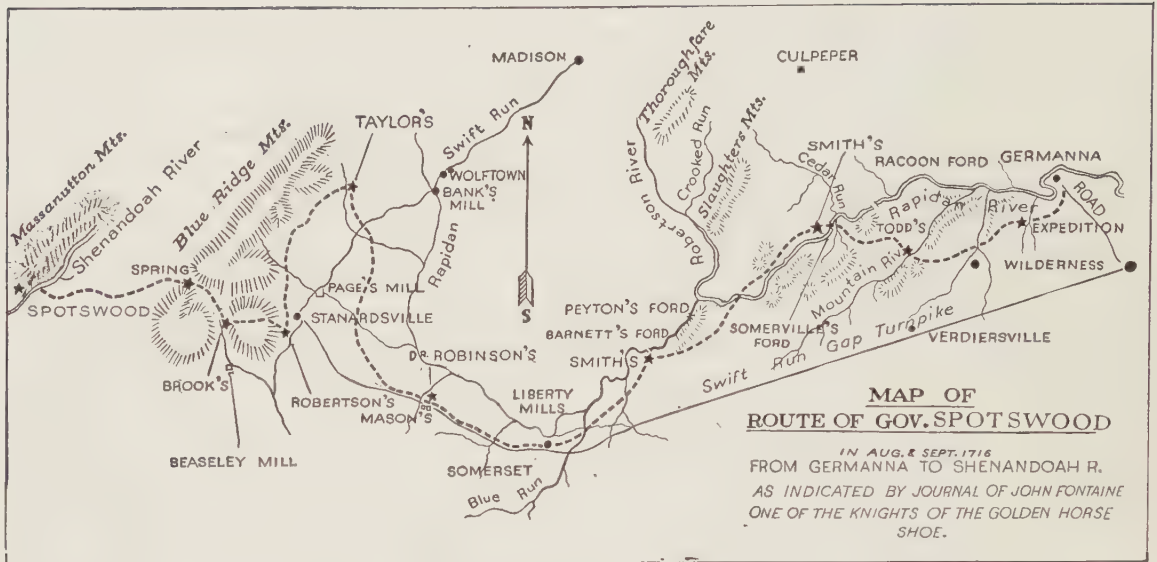 MADISON
CULPEPER
Thoroughfare Mts.
Massanutton Mts.
Shenandoah River
Blue Ridge Mts.
TAYLOR'S
Swift Run
N
Crooked Run
Slaughters Mts.
SMITH'S
Cedar Run
RACOON FORD
GERMANNA
WOLFTOWN
BANK'S
MILL
Robertson River
Rapidan River
ROAD
TODD'S
EXPEDITION
SPRING
SPOTSWOOD
Rapidan
PAGE'S MILL
STANARDSVILLE
S
PEYTON'S FORD
BARNETT'S FORD
SMITH'S
SOMERVILLE'S
FORD
Mountain Riv
WILDERNESS
VERDIERSVILLE
Swift Run Gap Turnpike
BROOK'S
ROBERTSON'S
DR. ROBINSON'S
MASON'S
LIBERTY
MILLS
BEASELEY MILL
SOMERSET
Blue Run
MAP OF
ROUTE OF GOV. SPOTSWOOD
IN AUG. & SEPT. 1716
FROM GERMANNA TO SHENANDOAH R.
AS INDICATED BY JOURNAL OF JOHN FONTAINE
ONE OF THE KNIGHTS OF THE GOLDEN HORSE
SHOE.